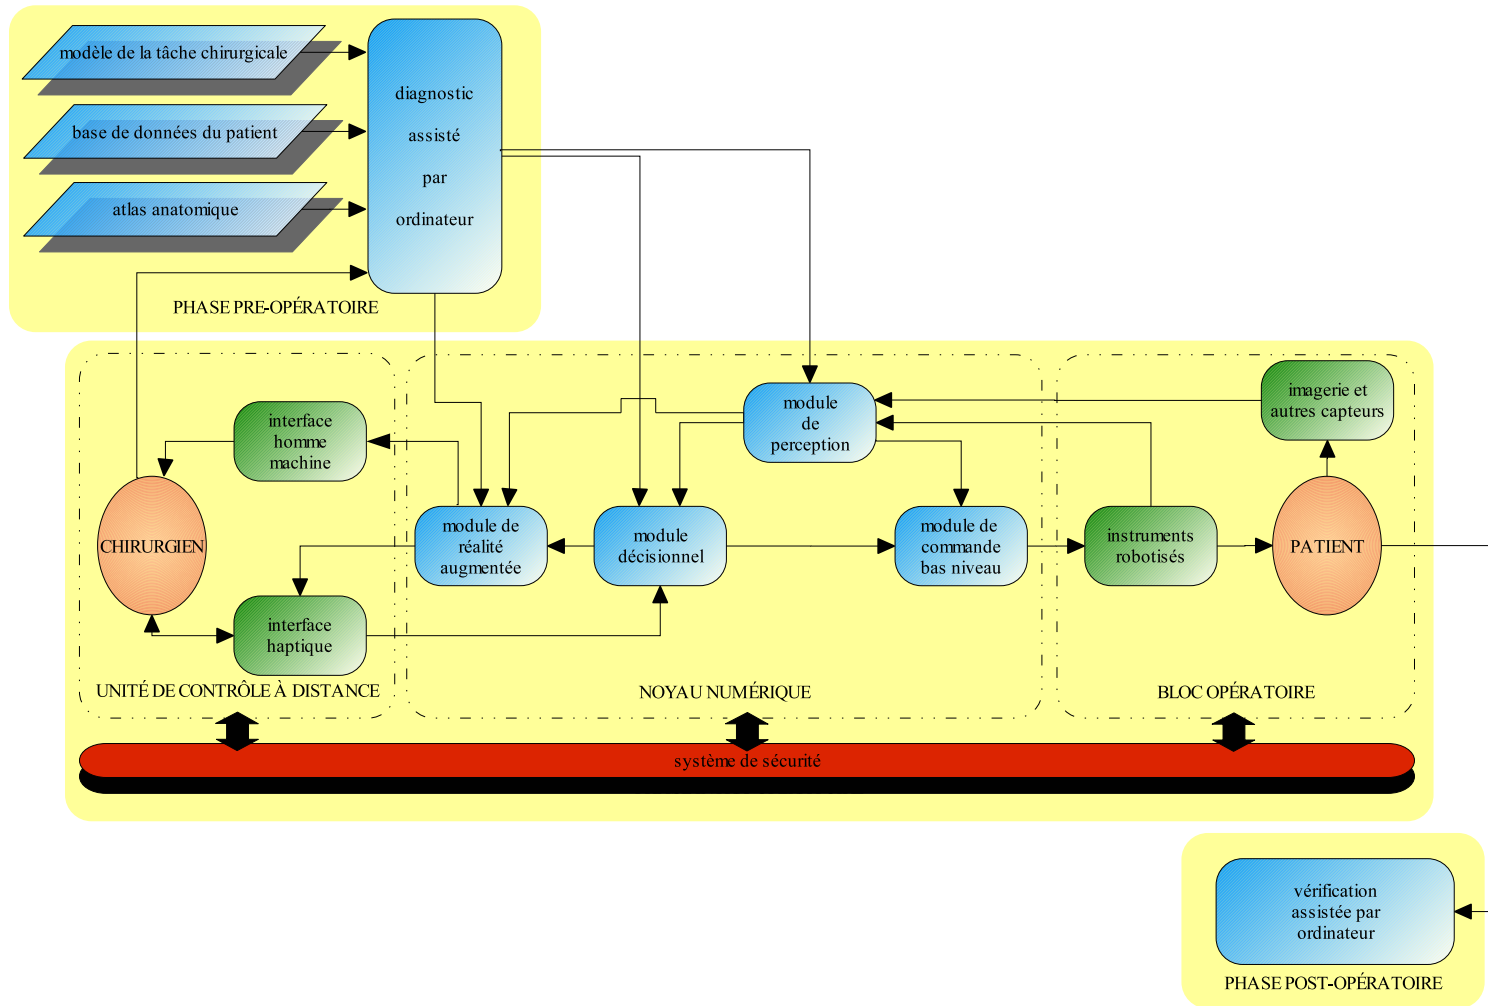 modèle de la tâche chirurgicale
base de données du patient
atlas anatomique
diagnostic
assisté
par
ordinateur
PHASE PRE-OPÉRATOIRE
interface
homme
machine
CHIRURGIEN
interface
haptique
UNITÉ DE CONTRÔLE À DISTANCE
module
de
perception
module de
réalité
augmentée
module
décisionnel
module de
commande
bas niveau
NOYAU NUMÉRIQUE
imagerie et
autres capteurs
instruments
robotisés
PATIENT
BLOC OPÉRATOIRE
système de sécurité
vérification
assistée par
ordinateur
PHASE POST-OPÉRATOIRE